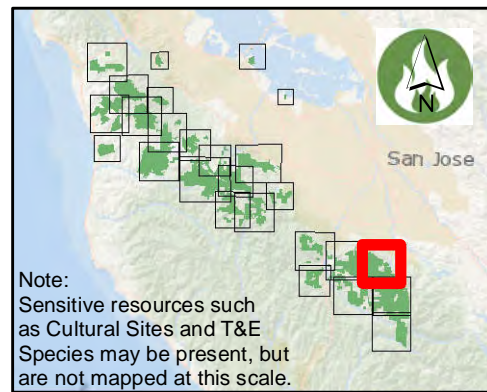 N
San Jose
Note:
Sensitive resources such
as Cultural Sites and T&E
Species may be present, but
are not mapped at this scale.